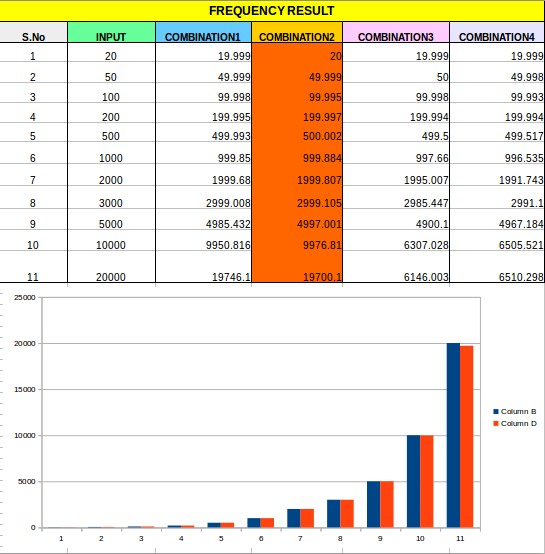 FREQUENCY RESULT
S.No INPUT COMBINATION1 COMBINATION2 COMBINATION3 COMBINATION4
1 20 19.999 20 19.999 19.999
2 50 49.999 49.999 50 49.998
3 100 99.998 99.995 99.998 99.993
4 200 199.995 199.997 199.994 199.994
5 500 499.993 500.002 499.5 499.517
6 1000 999.85 999.884 997.66 996.535
7 2000 1999.68 1999.807 1995.007 1991.743
8 3000 2999.008 2999.105 2985.447 2991.1
9 5000 4985.432 4997.001 4900.1 4967.184
10 10000 9950.816 9976.81 6307.028 6505.521
11 20000 19746.1 19700.1 6146.003 6510.298
25000
20000
15000
10000
5000
0
1 2 3 4 5 6 7 8 9 10 11
Column B
Column D